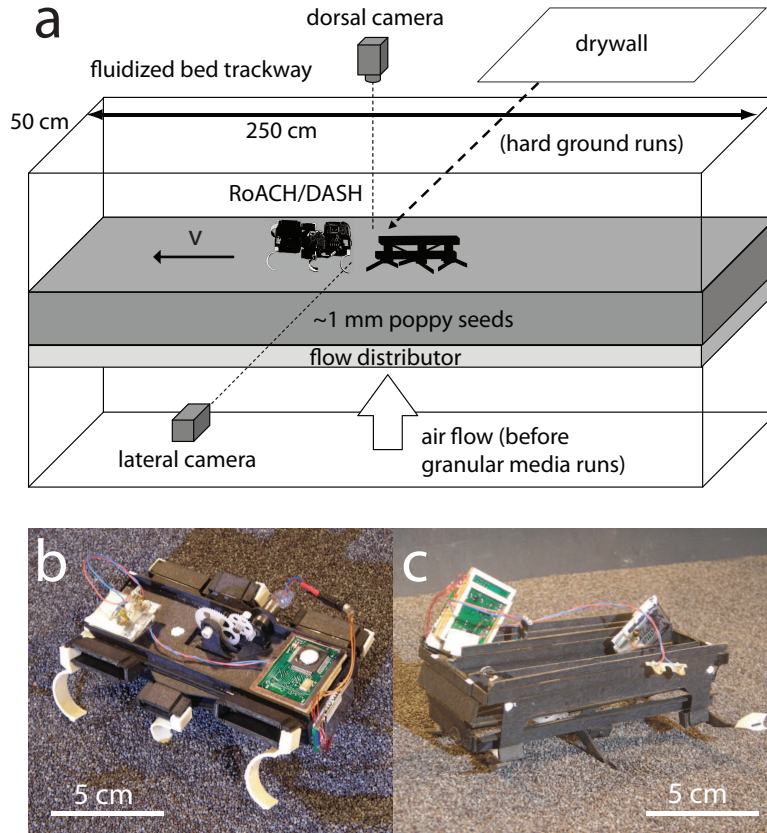 a
dorsal camera
drywall
fluidized bed trackway
50 cm
250 cm
(hard ground runs)
RoACH/DASH
v
~1 mm poppy seeds
flow distributor
air flow (before
granular media runs)
lateral camera
b
5 cm
c
5 cm